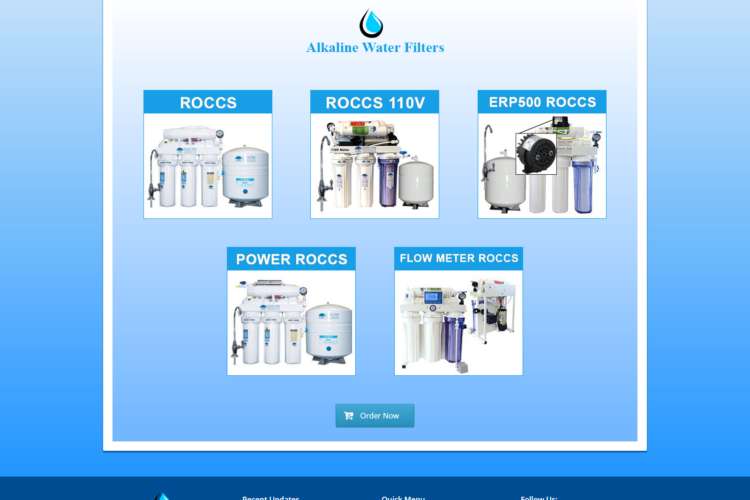 Alkaline Water Filters
ROCCS
ROCCS 110V
ERP500 ROCCS
POWER ROCCS
FLOW METER ROCCS
Order Now
Recent Updates
Quick Menu
Follow Us: